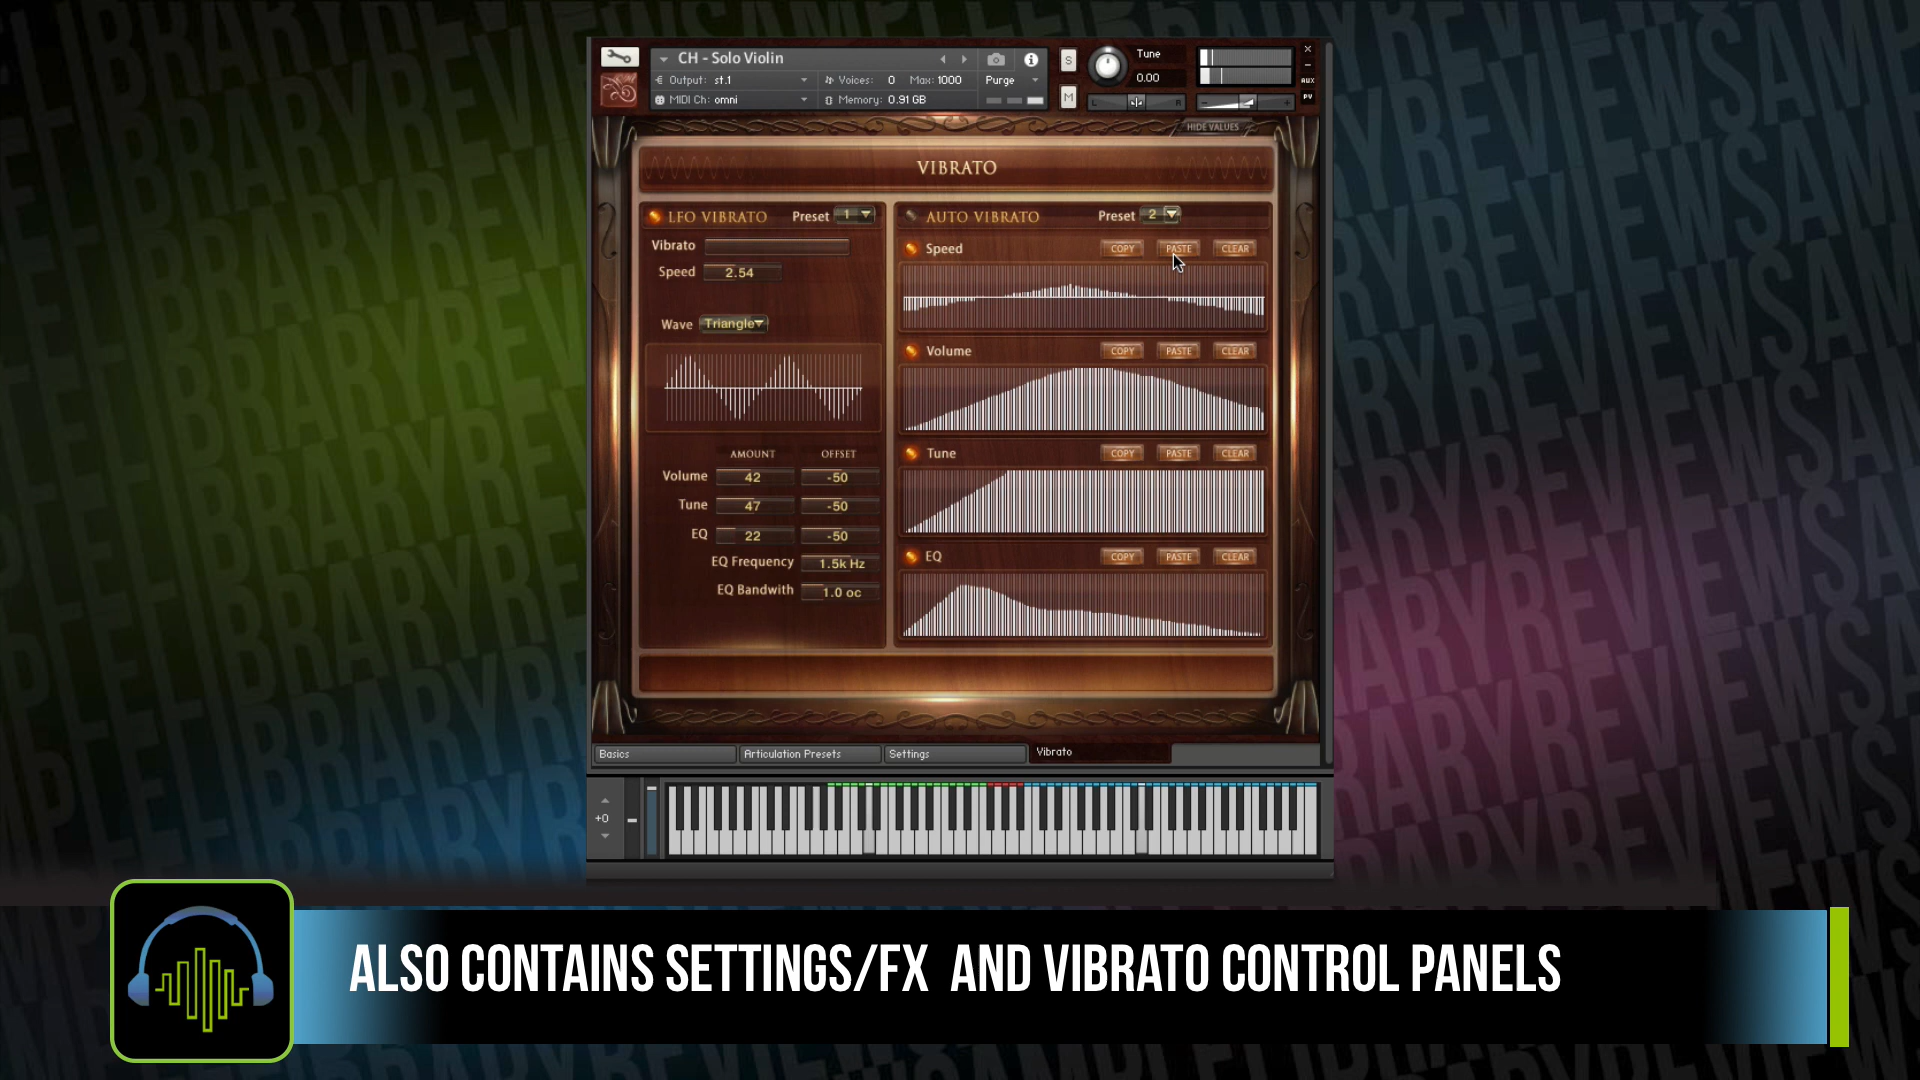 CH - Solo Violin
Output: st.1
Voices: 0 Max: 1000
Purge
MIDI Ch: omni
Memory: 0.91 GB
S
M
Tune
0.00
L R
- +
×
-
AUX
PV
HIDE VALUES
VIBRATO
LFO VIBRATO
Preset 1
Vibrato
Speed 2.54
Wave Triangle
AMOUNT OFFSET
Volume 42 -50
Tune 47 -50
EQ 22 -50
EQ Frequency 1.5k Hz
EQ Bandwith 1.0 oc
AUTO VIBRATO
Preset 2
Speed COPY PASTE CLEAR
Volume COPY PASTE CLEAR
Tune COPY PASTE CLEAR
EQ COPY PASTE CLEAR
Basics
Articulation Presets
Settings
Vibrato
+0
ALSO CONTAINS SETTINGS/FX AND VIBRATO CONTROL PANELS